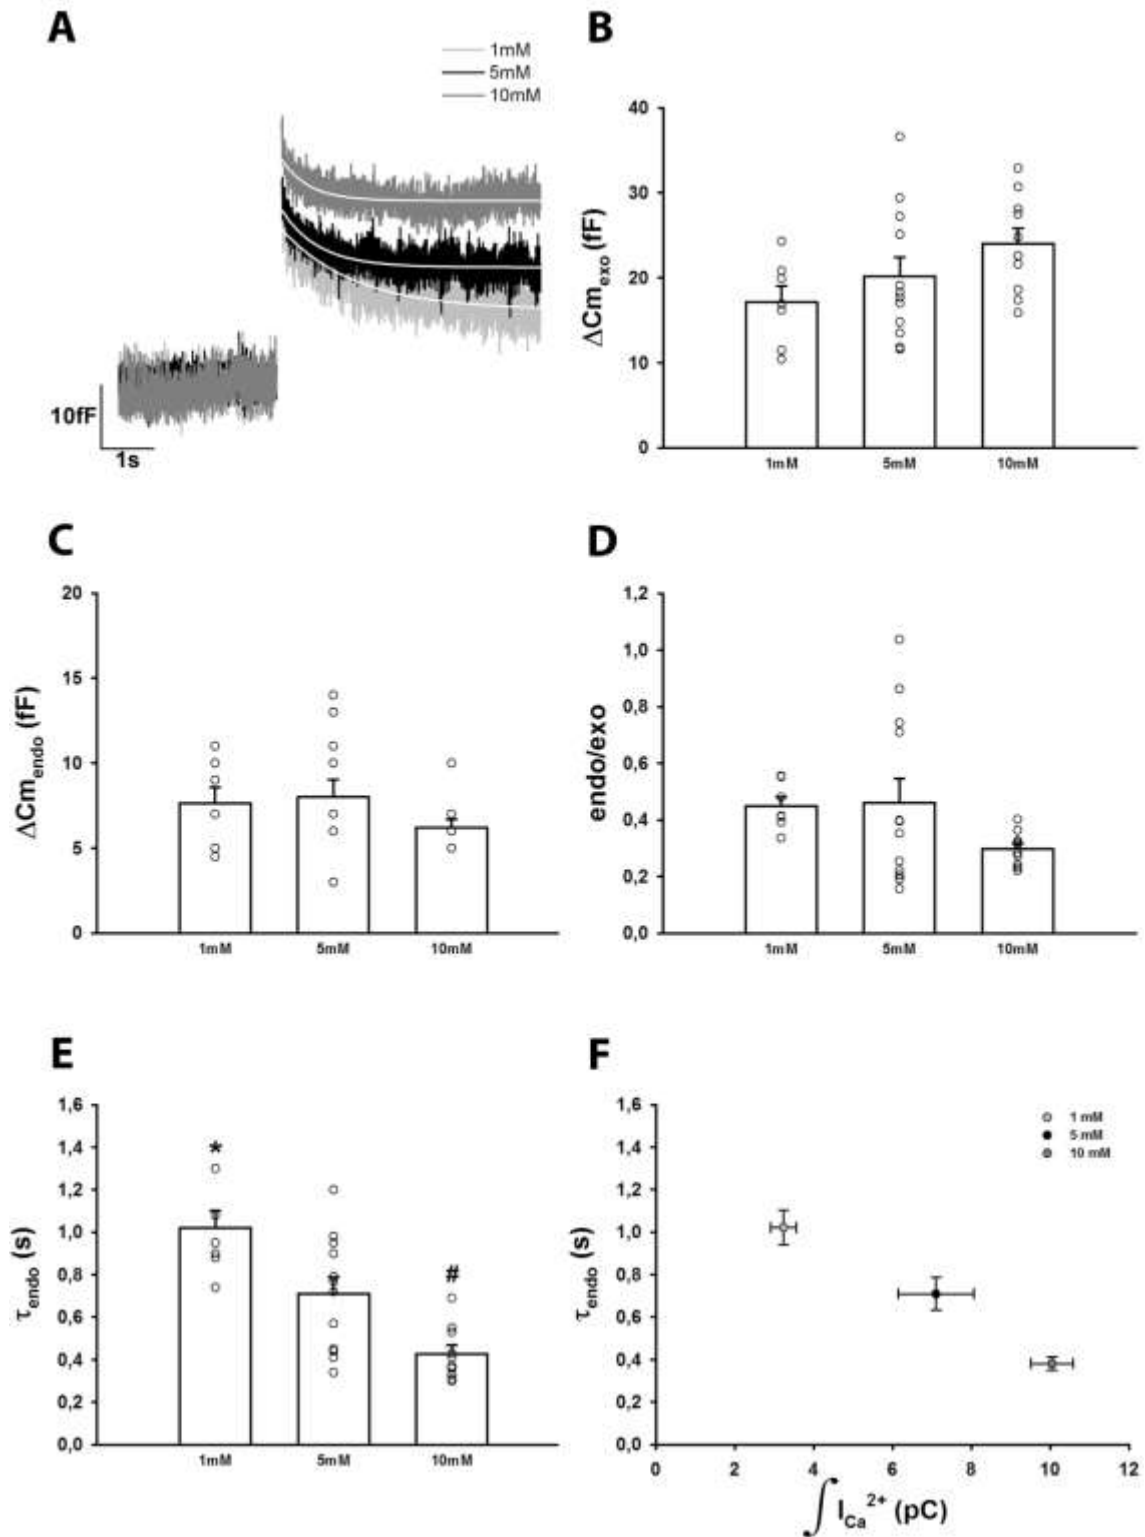 A
1mM
5mM
10mM
10fF
1s
B
ΔCm_exo (fF)
40
30
20
10
0
1mM 5mM 10mM
C
ΔCm_endo (fF)
20
15
10
5
0
1mM 5mM 10mM
D
endo/exo
1,2
1,0
0,8
0,6
0,4
0,2
0,0
1mM 5mM 10mM
E
τ_endo (s)
1,6
1,4
1,2
1,0
0,8
0,6
0,4
0,2
0,0
*
#
1mM 5mM 10mM
F
τ_endo (s)
1,6
1,4
1,2
1,0
0,8
0,6
0,4
0,2
0,0
1 mM
5 mM
10 mM
0 2 4 6 8 10 12
∫ I_Ca²⁺ (pC)